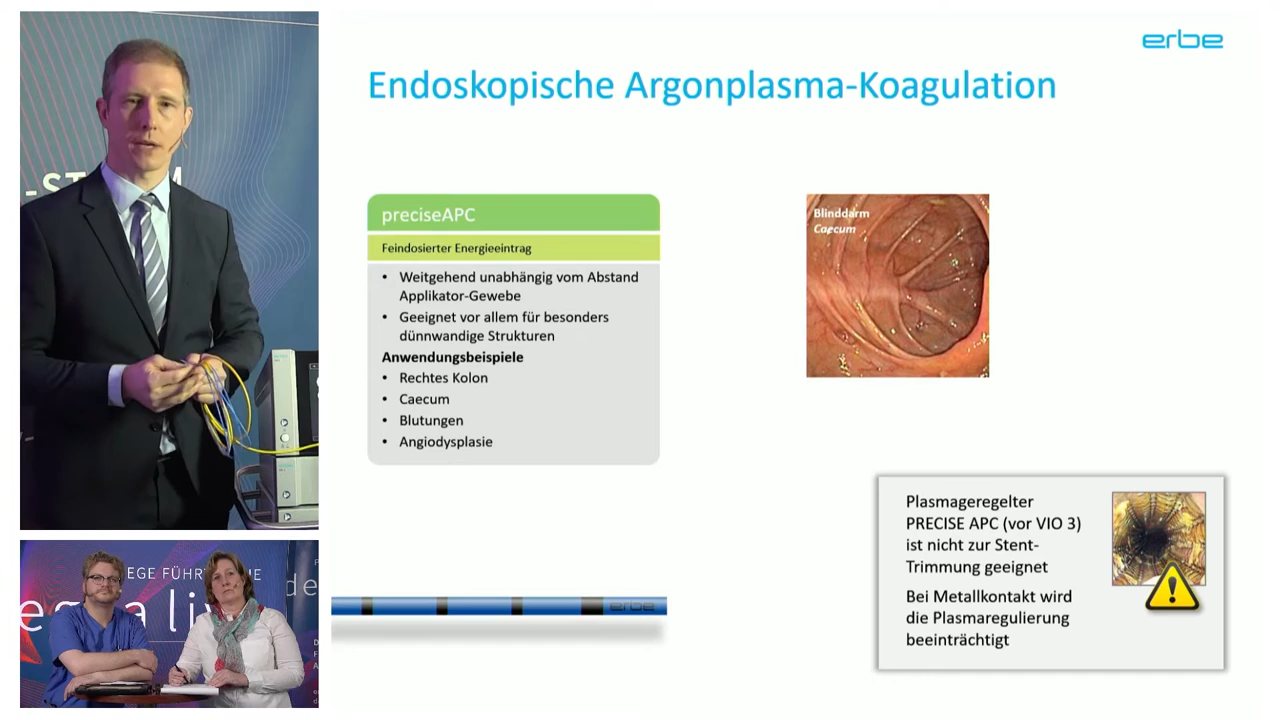 erbe
Endoskopische Argonplasma-Koagulation
preciseAPC
Feindosierter Energieeintrag
• Weitgehend unabhängig vom Abstand
Applikator-Gewebe
• Geeignet vor allem für besonders
dünnwandige Strukturen
Anwendungsbeispiele
• Rechtes Kolon
• Caecum
• Blutungen
• Angiodysplasie
Blinddarm
Caecum
Plasmageregelter
PRECISE APC (vor VIO 3)
ist nicht zur Stent-
Trimmung geeignet
Bei Metallkontakt wird
die Plasmaregulierung
beeinträchtigt
erbe
EGE FÜHRT